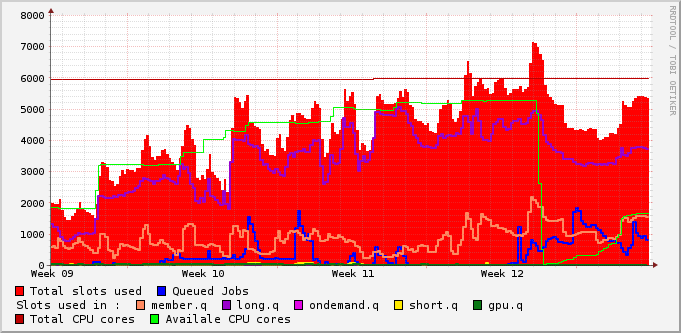 RRDTOOL / TOBI OETIKER
8000
7000
6000
5000
4000
3000
2000
1000
0
Week 09 Week 10 Week 11 Week 12
Total slots used Queued Jobs
Slots used in : member.q long.q ondemand.q short.q gpu.q
Total CPU cores Availale CPU cores